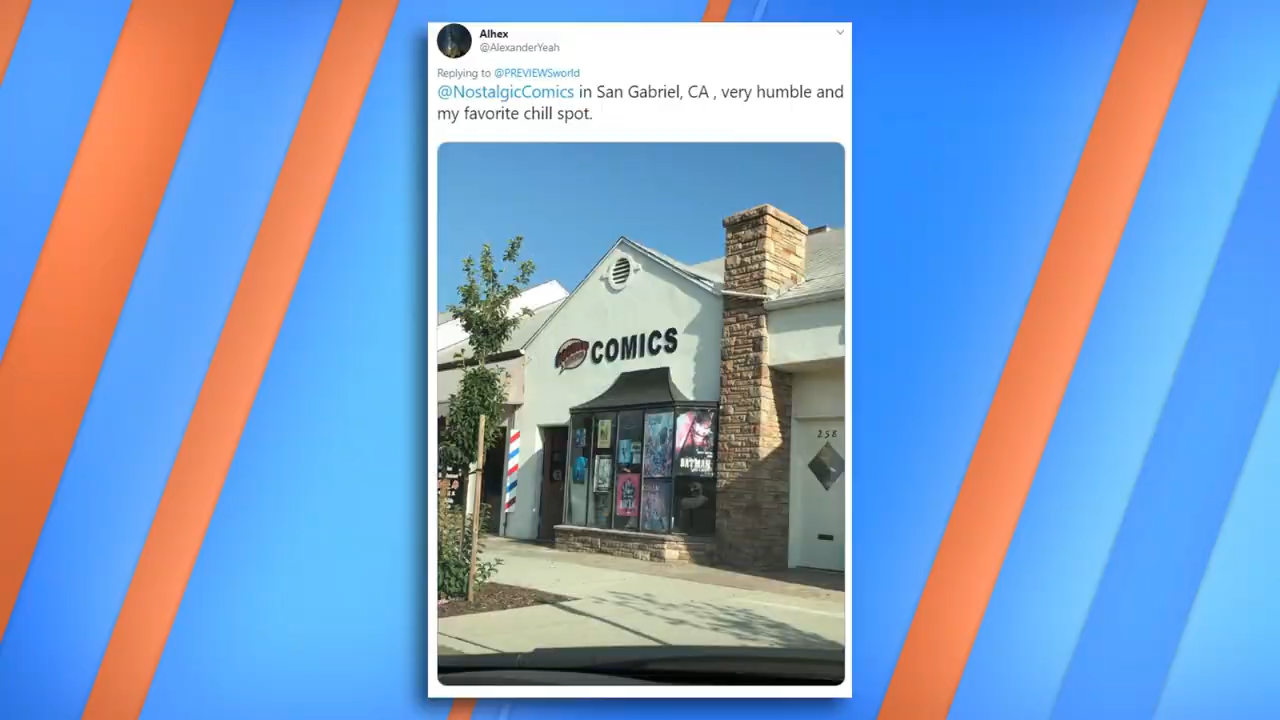 Alhex
@AlexanderYeah
Replying to @PREVIEWSworld
@NostalgicComics in San Gabriel, CA , very humble and
my favorite chill spot.
COMICS
BATMAN
258